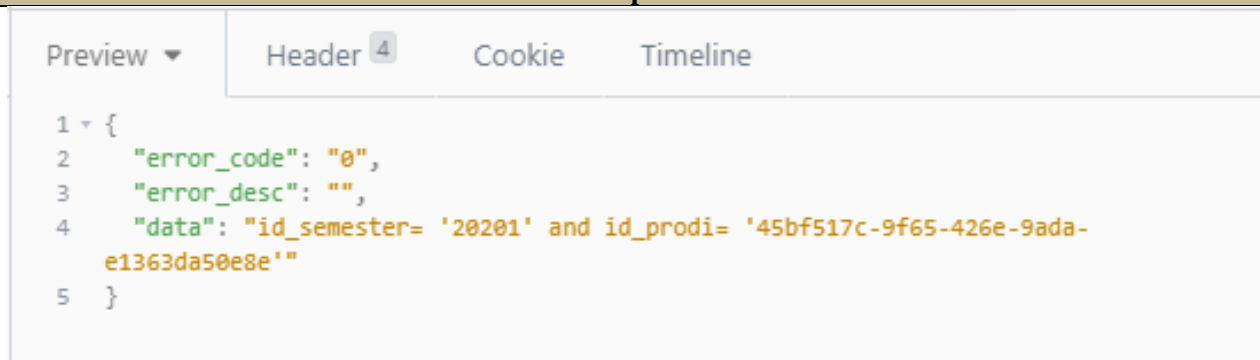 Preview ▼ Header 4 Cookie Timeline
1 ▼ {
2 "error_code": "0",
3 "error_desc": "",
4 "data": "id_semester= '20201' and id_prodi= '45bf517c-9f65-426e-9ada-
e1363da50e8e'"
5 }